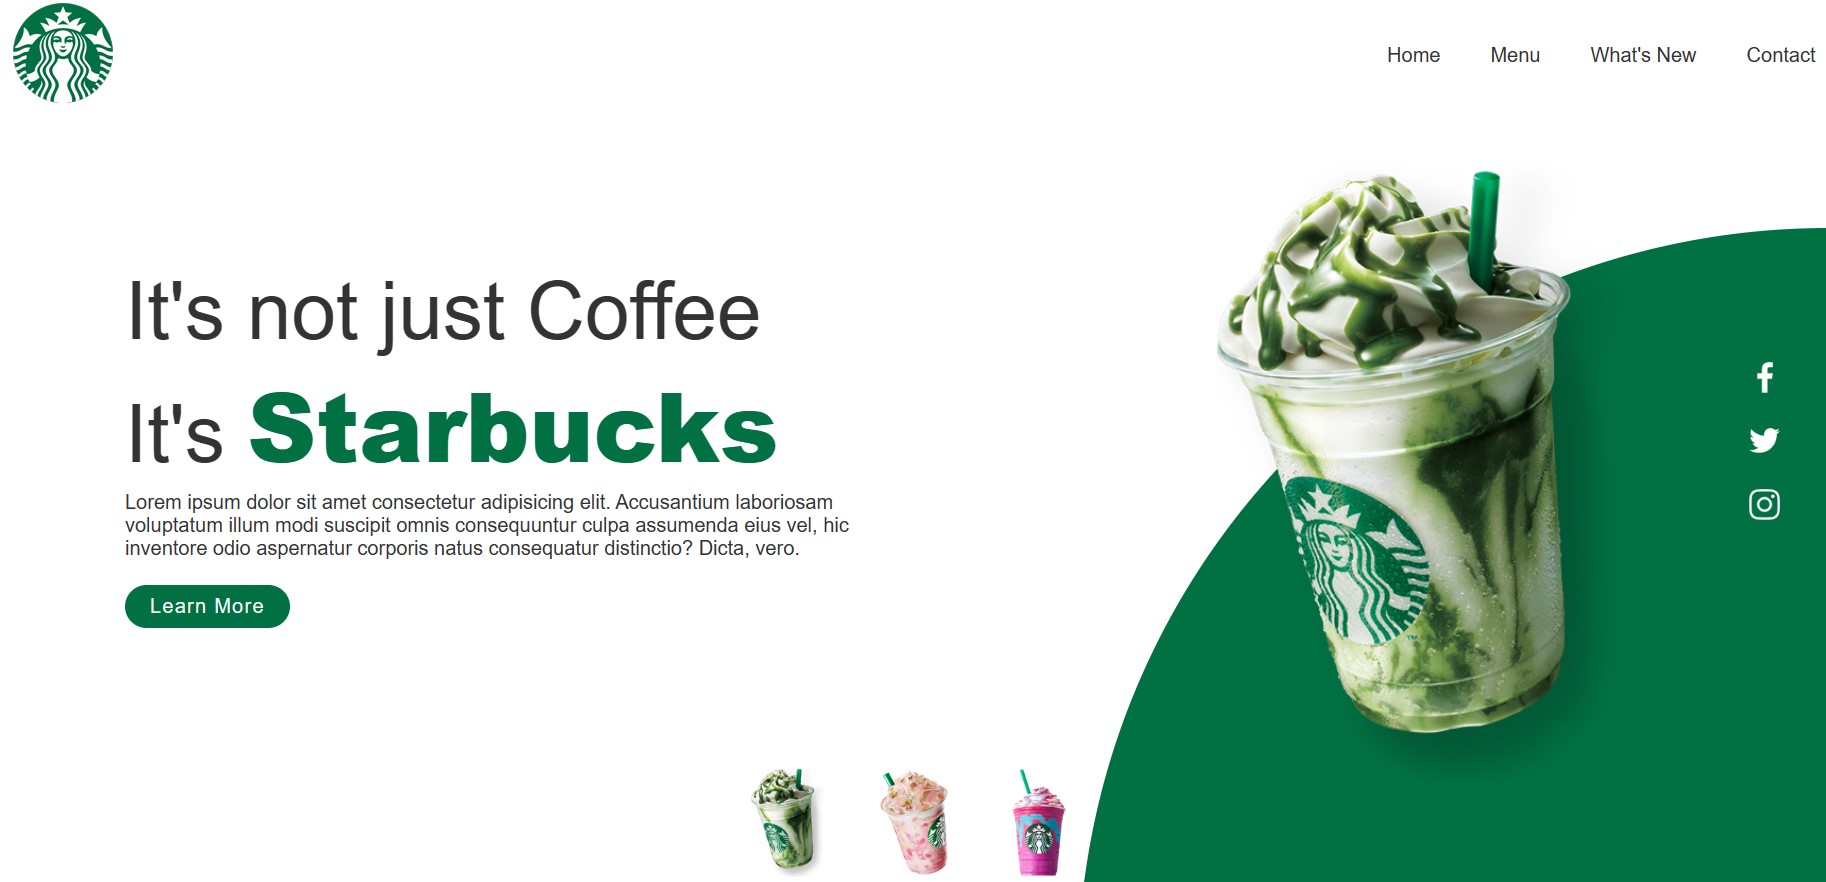 Home Menu What's New Contact
It's not just Coffee
It's Starbucks
Lorem ipsum dolor sit amet consectetur adipisicing elit. Accusantium laboriosam
voluptatum illum modi suscipit omnis consequuntur culpa assumenda eius vel, hic
inventore odio aspernatur corporis natus consequatur distinctio? Dicta, vero.
Learn More
TM